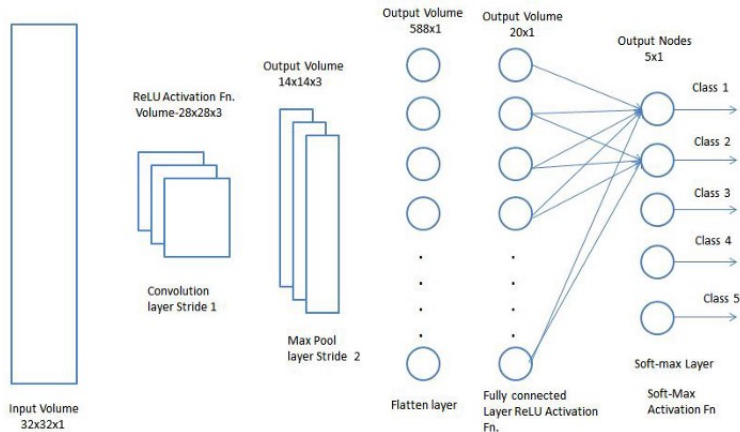 Input Volume
32x32x1
ReLU Activation Fn.
Volume-28x28x3
Convolution
layer Stride 1
Output Volume
14x14x3
Max Pool
layer Stride 2
Output Volume
588x1
Flatten layer
Output Volume
20x1
Fully connected
Layer ReLU Activation
Fn.
Output Nodes
5x1
Class 1
Class 2
Class 3
Class 4
Class 5
Soft-max Layer
Soft-Max
Activation Fn